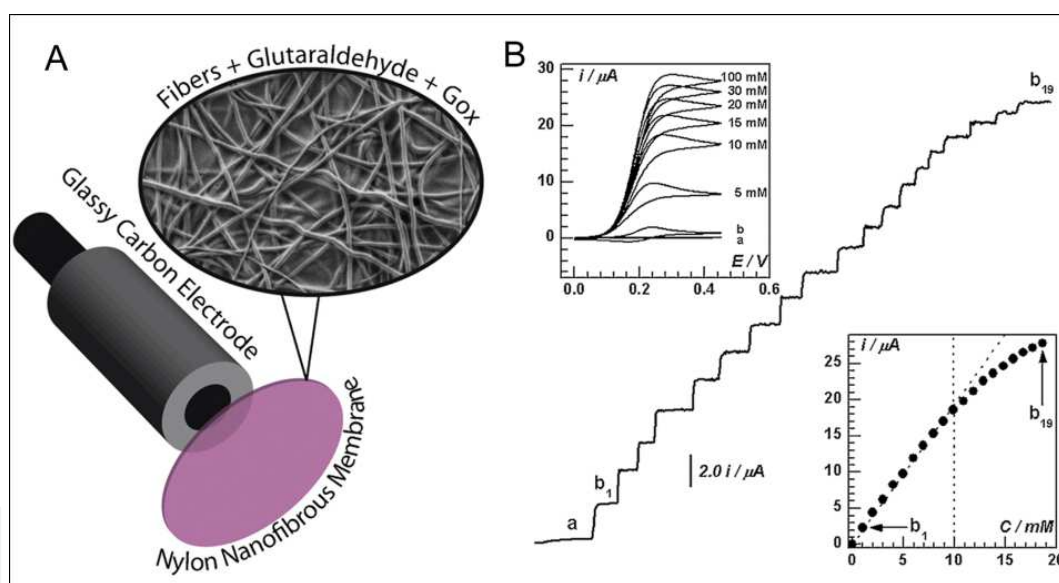 A
Fibers + Glutaraldehyde + Gox
Glassy Carbon Electrode
Nylon Nanofibrous Membrane
B
i / μA
30
20
10
0
100 mM
30 mM
20 mM
15 mM
10 mM
5 mM
b
a
E / V
0.0 0.2 0.4 0.6
b19
a
b1
2.0 i / μA
i / μA
25
20
15
10
5
0
b19
b1
C / mM
0 5 10 15 20